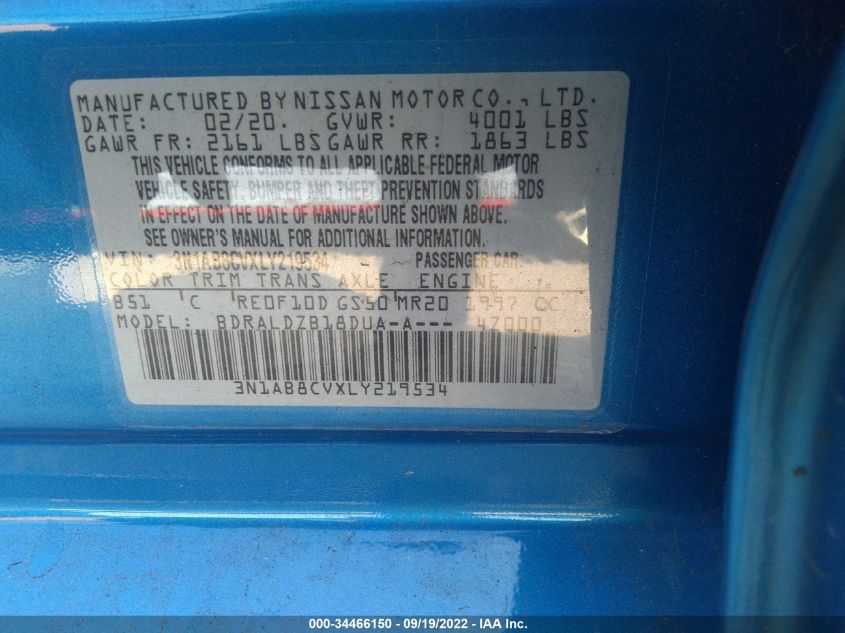 MANUFACTURED BY NISSAN MOTOR CO., LTD.
DATE: 02/20. GVWR: 4001 LBS
GAWR FR: 2161 LBS GAWR RR: 1863 LBS
THIS VEHICLE CONFORMS TO ALL APPLICABLE FEDERAL MOTOR
VEHICLE SAFETY, BUMPER AND THEFT PREVENTION STANDARDS
IN EFFECT ON THE DATE OF MANUFACTURE SHOWN ABOVE.
SEE OWNER'S MANUAL FOR ADDITIONAL INFORMATION.
VIN: 3N1AB8CVXLY219534 PASSENGER CAR
COLOR TRIM TRANS AXLE ENGINE
B51 C RE0F10D GS50 MR20 1997 CC
MODEL: BDRALDZB18DUA-A--- 4Z000
3N1AB8CVXLY219534
000-34466150 - 09/19/2022 - IAA Inc.